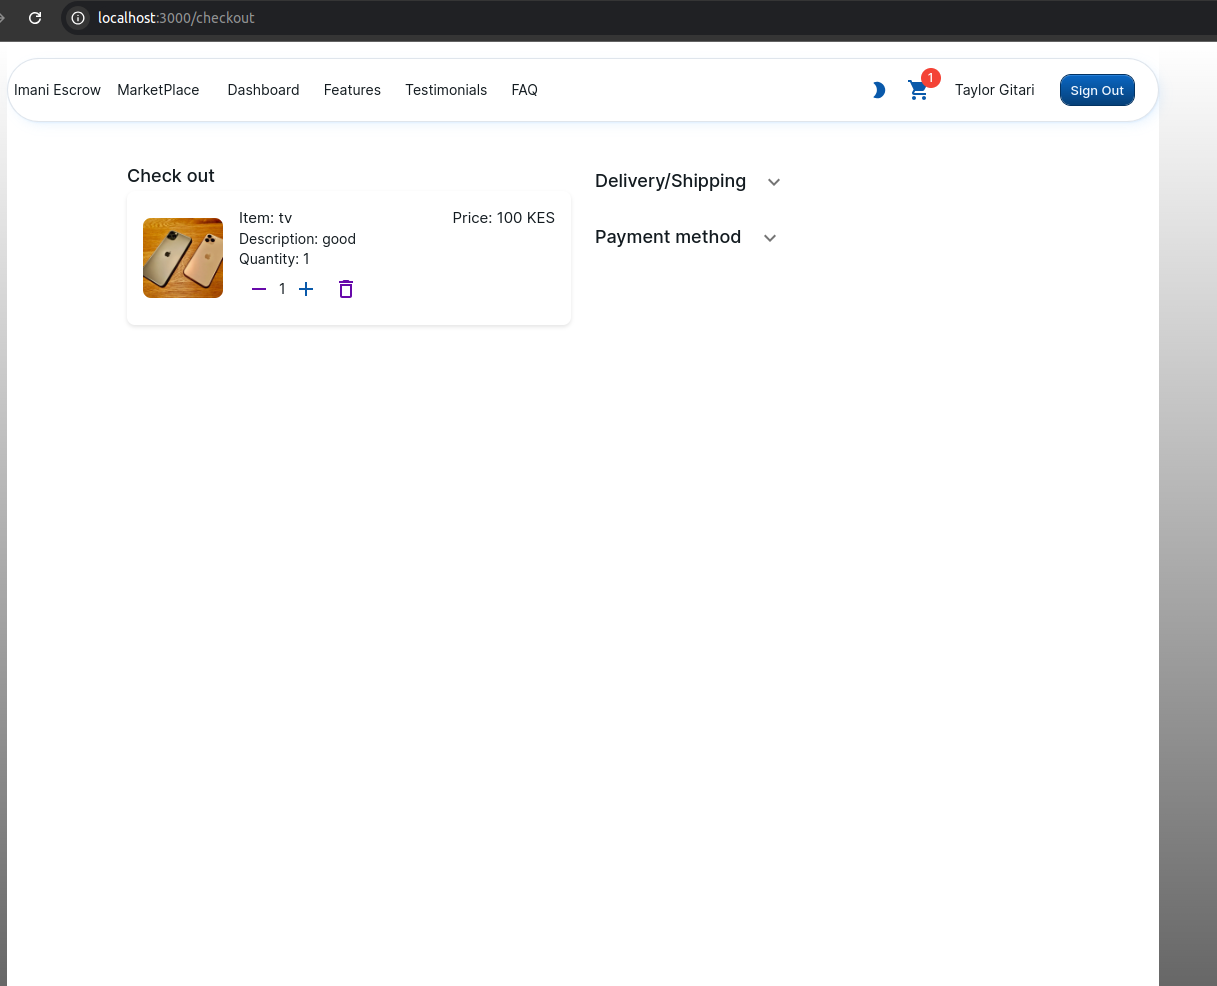 localhost:3000/checkout
Imani Escrow MarketPlace Dashboard Features Testimonials FAQ 1 Taylor Gitari Sign Out
Check out
Item: tv Price: 100 KES
Description: good
Quantity: 1
1
Delivery/Shipping
Payment method